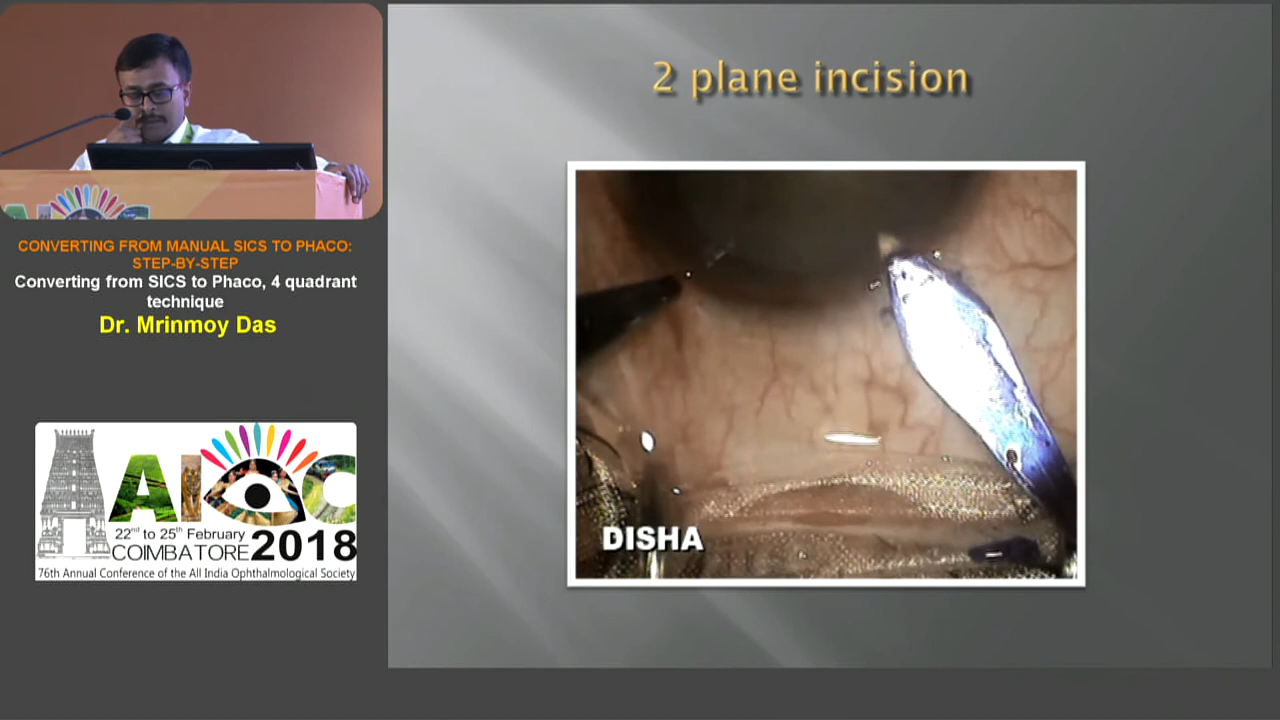 2 plane incision
DISHA
CONVERTING FROM MANUAL SICS TO PHACO:
STEP-BY-STEP
Converting from SICS to Phaco, 4 quadrant
technique
Dr. Mrinmoy Das
AIOC
22nd to 25th February
COIMBATORE 2018
76th Annual Conference of the All India Ophthalmological Society